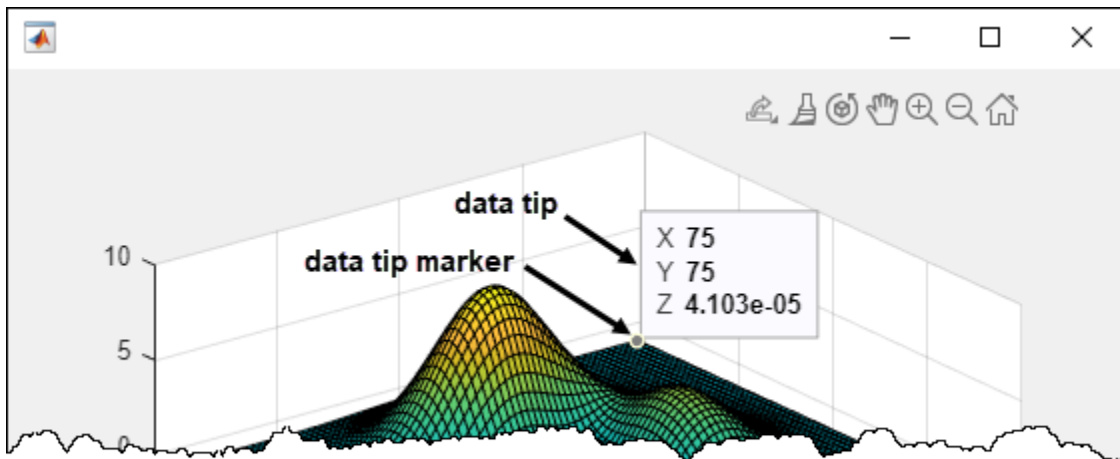 data tip
X 75
Y 75
Z 4.103e-05
data tip marker
10
5
0